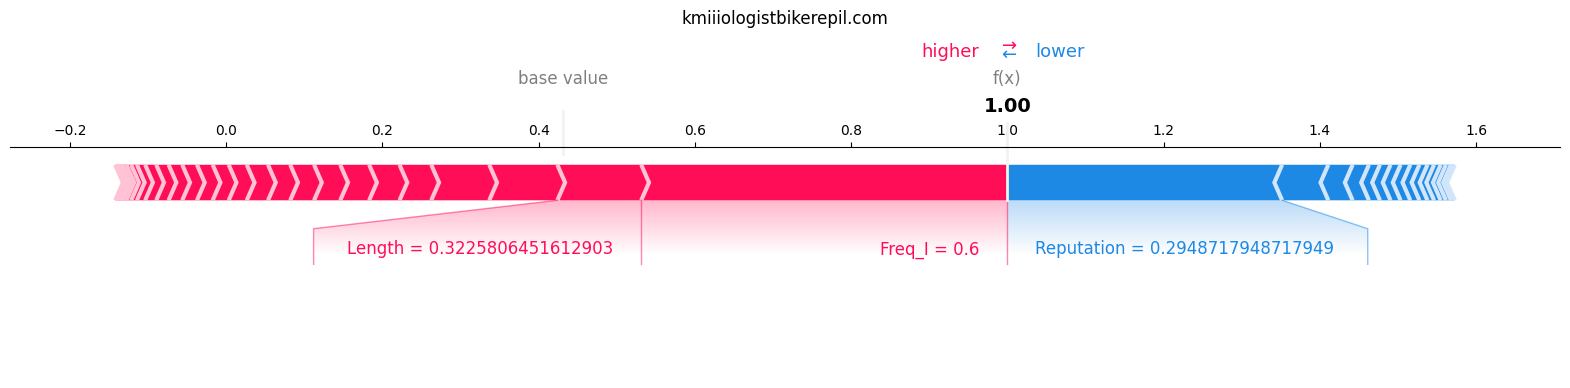 kmiiiologistbikerepil.com
higher ⇄ lower
base value f(x)
1.00
−0.2 0.0 0.2 0.4 0.6 0.8 1.0 1.2 1.4 1.6
Length = 0.3225806451612903 Freq_I = 0.6 Reputation = 0.2948717948717949